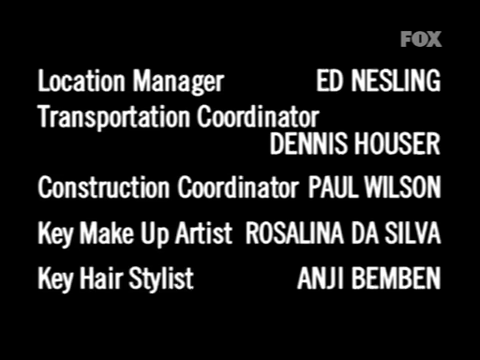 FOX
Location Manager ED NESLING
Transportation Coordinator
DENNIS HOUSER
Construction Coordinator PAUL WILSON
Key Make Up Artist ROSALINA DA SILVA
Key Hair Stylist ANJI BEMBEN